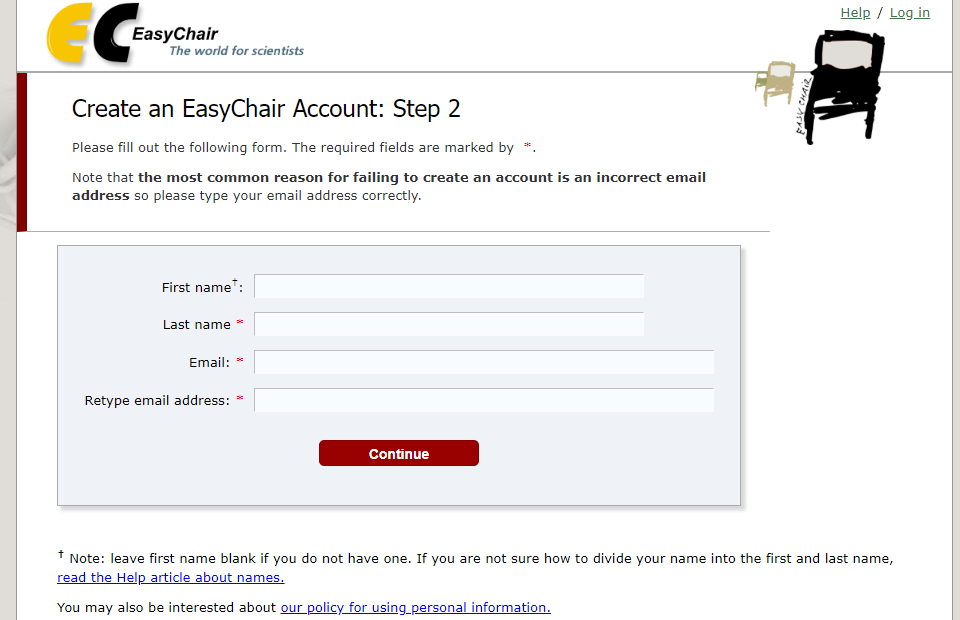 Help / Log in
EC EasyChair
The world for scientists
EASY CHAIR
Create an EasyChair Account: Step 2
Please fill out the following form. The required fields are marked by *.
Note that the most common reason for failing to create an account is an incorrect email
address so please type your email address correctly.
First name†:
Last name *
Email: *
Retype email address: *
Continue
† Note: leave first name blank if you do not have one. If you are not sure how to divide your name into the first and last name,
read the Help article about names.
You may also be interested about our policy for using personal information.